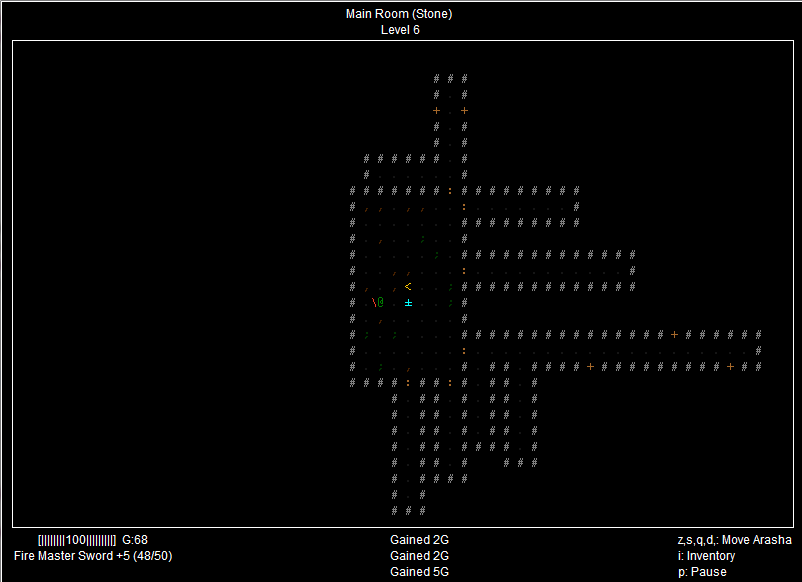 Main Room (Stone)
Level 6
[||||||||100|||||||||] G:68
Gained 2G
z,s,q,d,: Move Arasha
Fire Master Sword +5 (48/50)
Gained 2G
i: Inventory
Gained 5G
p: Pause